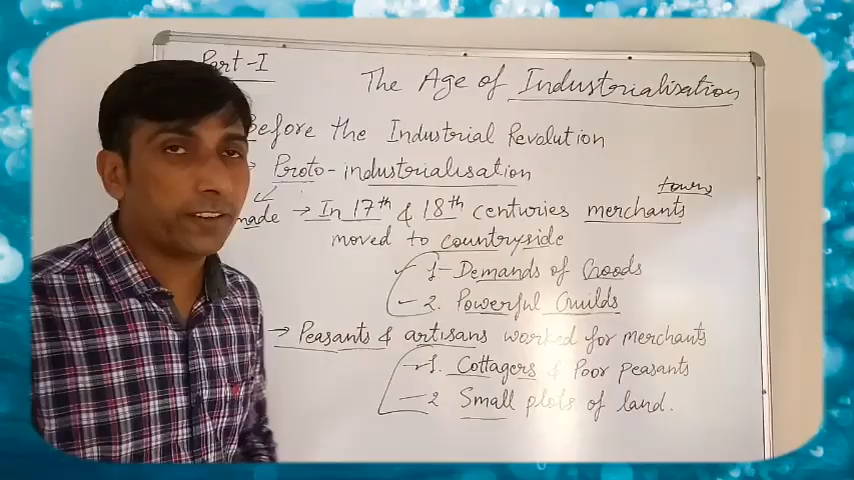 Part-I
The Age of Industrialisation
Before the Industrial Revolution
Proto-industrialisation
towns
made → In 17th & 18th centuries merchants
moved to countryside
1- Demands of Goods
2. Powerful Guilds
→ Peasants & artisans worked for merchants
1. Cottagers & Poor peasants
2 Small plots of land.